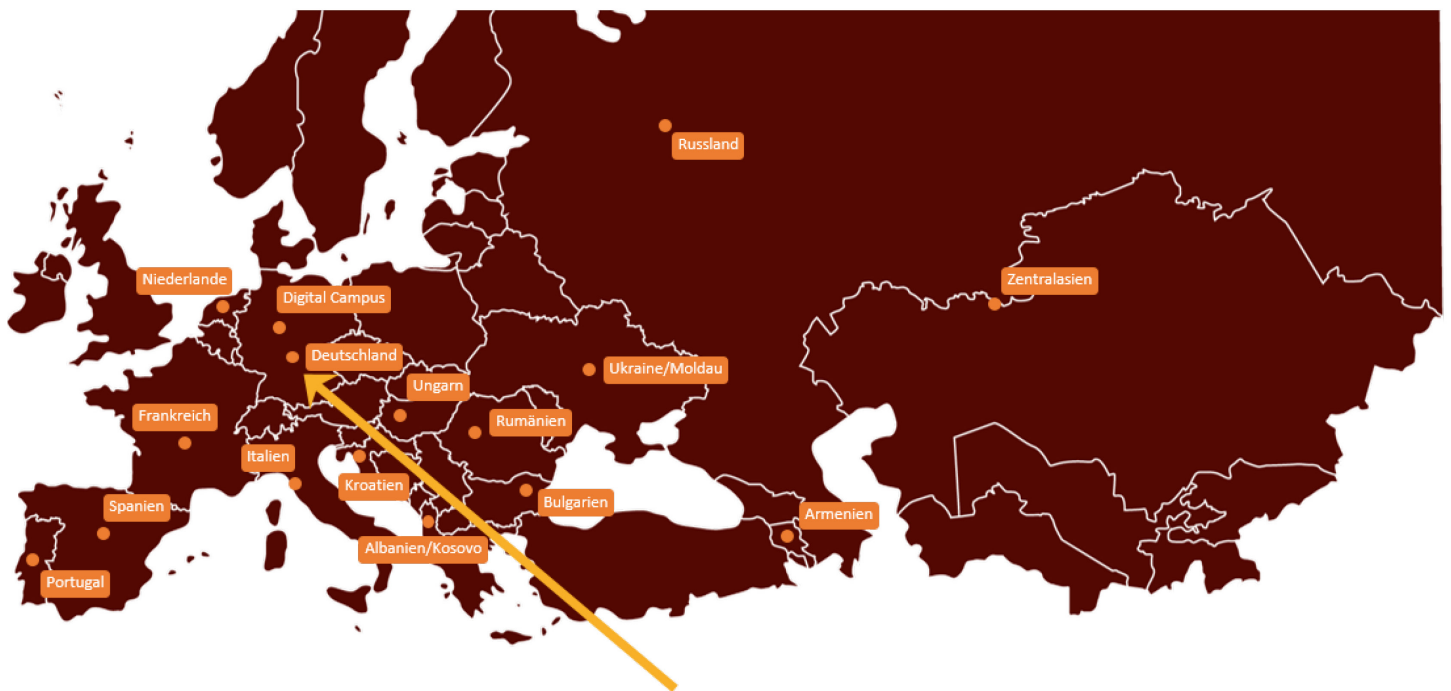 Russland
Niederlande
Zentralasien
Digital Campus
Deutschland
Ukraine/Moldau
Ungarn
Frankreich
Rumänien
Italien
Kroatien
Spanien
Bulgarien
Armenien
Albanien/Kosovo
Portugal